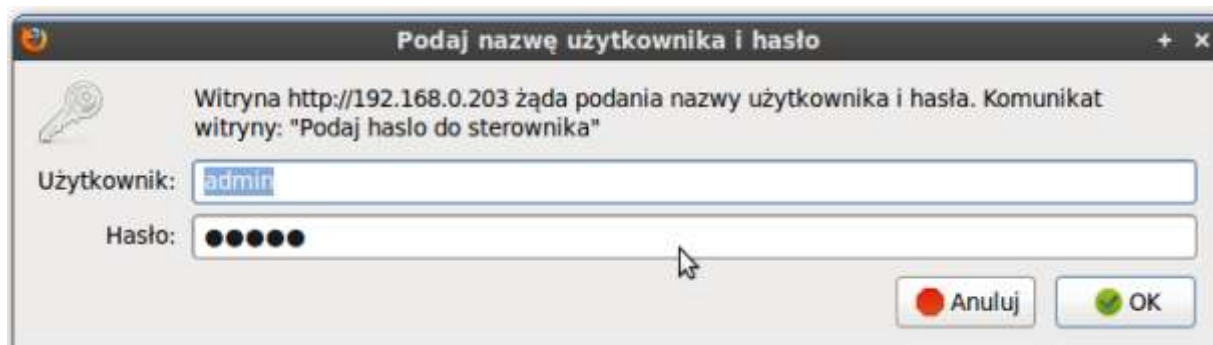 Podaj nazwę użytkownika i hasło
Witryna http://192.168.0.203 żąda podania nazwy użytkownika i hasła. Komunikat
witryny: "Podaj haslo do sterownika"
Użytkownik: admin
Hasło: ●●●●●
Anuluj OK